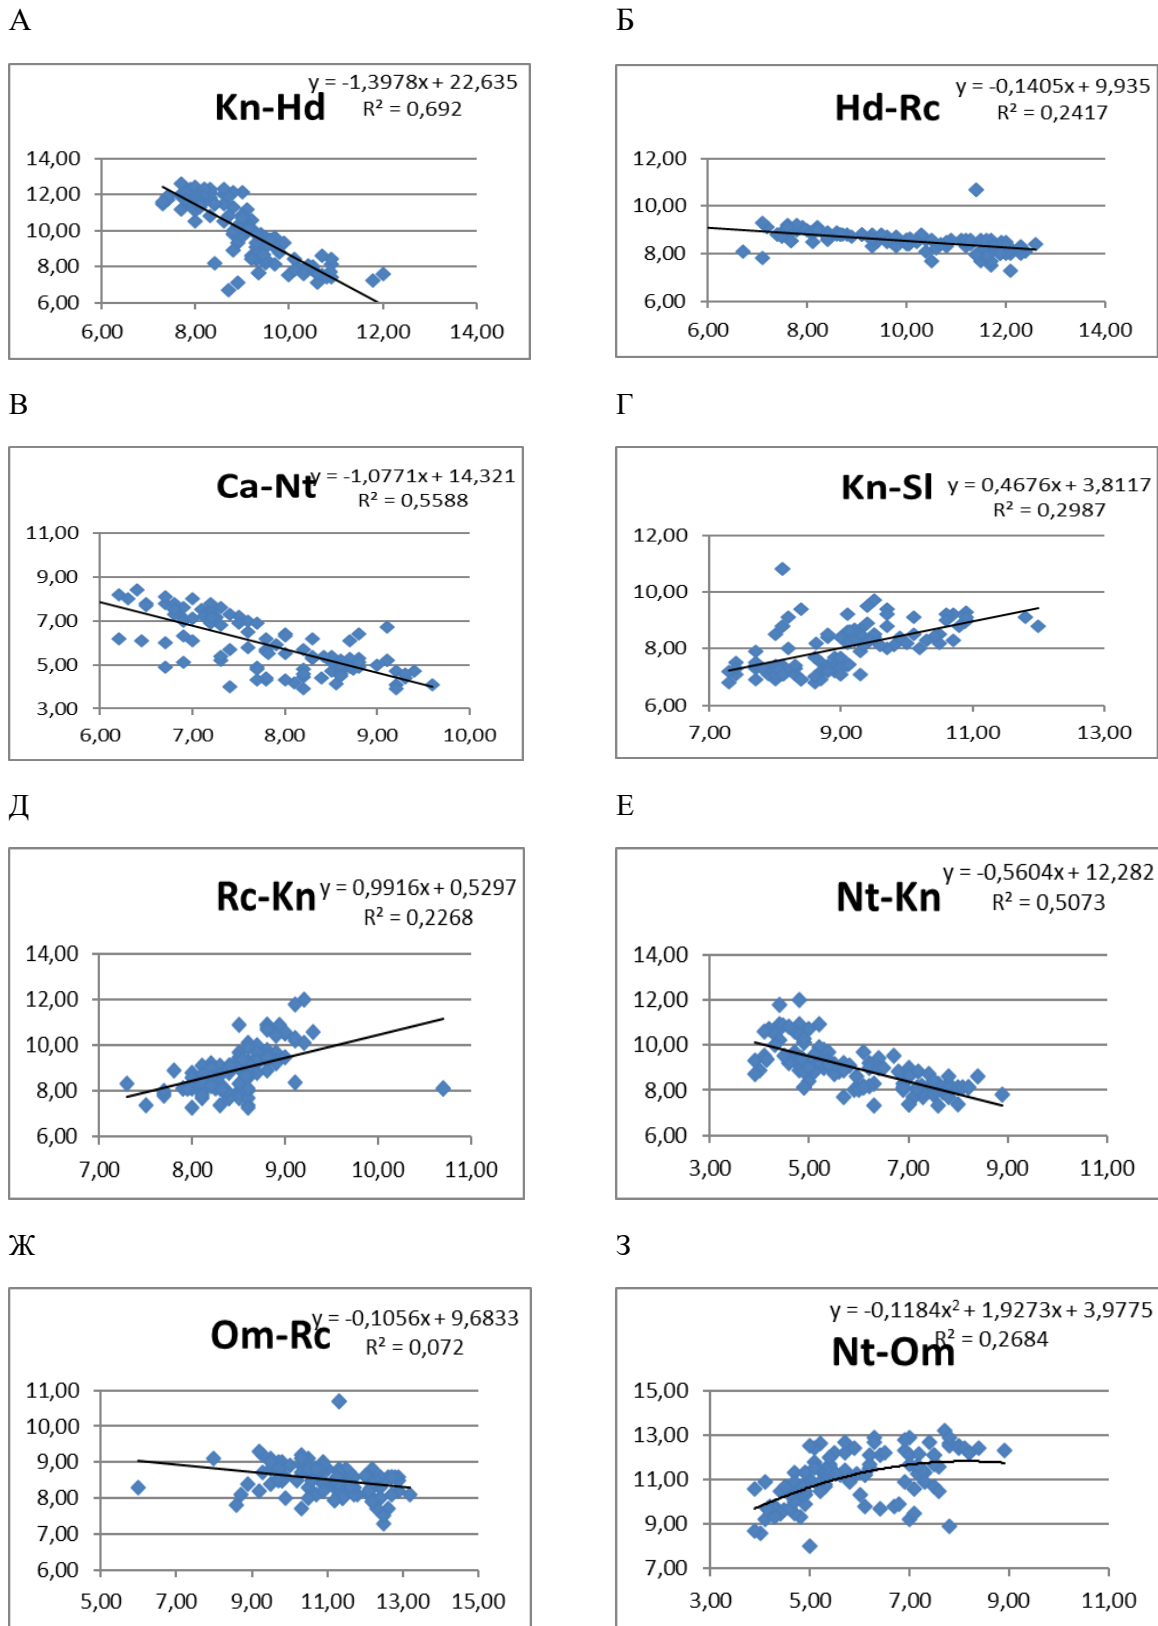 А
Б
Kn-Hd
y = -1,3978x + 22,635
R² = 0,692
14,00
12,00
10,00
8,00
6,00
6,00 8,00 10,00 12,00 14,00
Hd-Rc
y = -0,1405x + 9,935
R² = 0,2417
12,00
10,00
8,00
6,00
6,00 8,00 10,00 12,00 14,00
В
Г
Ca-Nt
y = -1,0771x + 14,321
R² = 0,5588
11,00
9,00
7,00
5,00
3,00
6,00 7,00 8,00 9,00 10,00
Kn-Sl
y = 0,4676x + 3,8117
R² = 0,2987
12,00
10,00
8,00
6,00
7,00 9,00 11,00 13,00
Д
Е
Rc-Kn
y = 0,9916x + 0,5297
R² = 0,2268
14,00
12,00
10,00
8,00
6,00
7,00 8,00 9,00 10,00 11,00
Nt-Kn
y = -0,5604x + 12,282
R² = 0,5073
14,00
12,00
10,00
8,00
6,00
3,00 5,00 7,00 9,00 11,00
Ж
З
Om-Rc
y = -0,1056x + 9,6833
R² = 0,072
11,00
10,00
9,00
8,00
7,00
6,00
5,00 7,00 9,00 11,00 13,00 15,00
Nt-Om
y = -0,1184x² + 1,9273x + 3,9775
R² = 0,2684
15,00
13,00
11,00
9,00
7,00
3,00 5,00 7,00 9,00 11,00